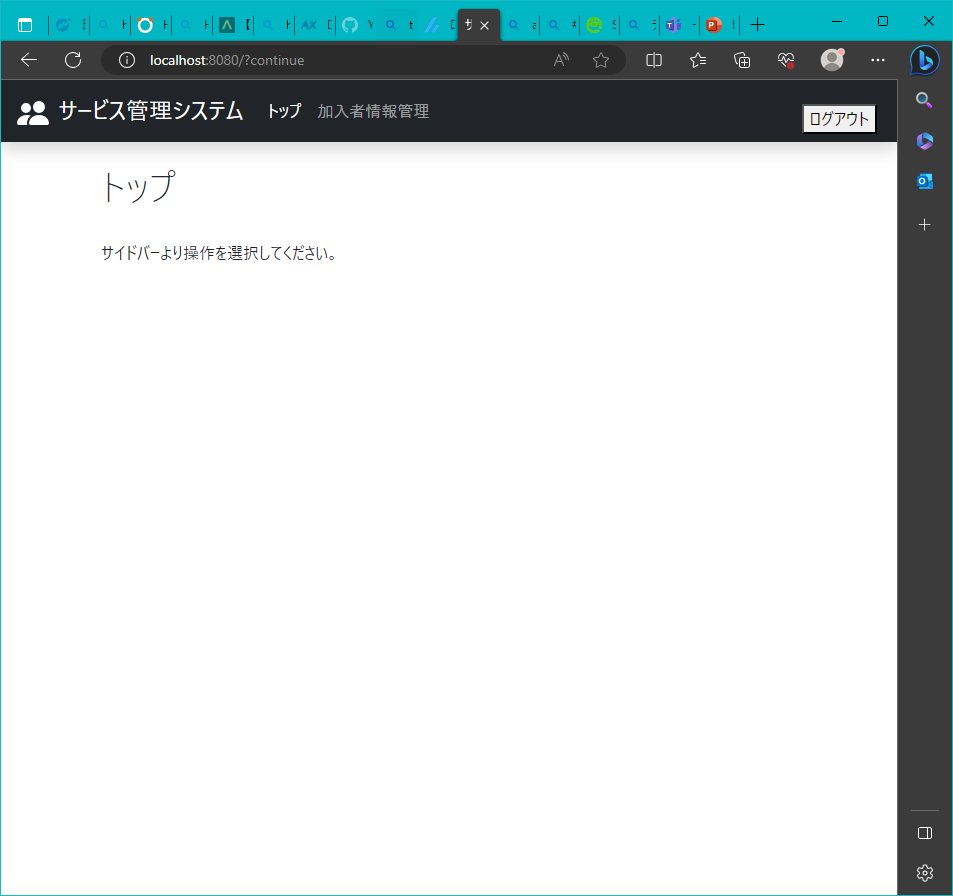 localhost:8080/?continue
サービス管理システム トップ 加入者情報管理 ログアウト
トップ
サイドバーより操作を選択してください。